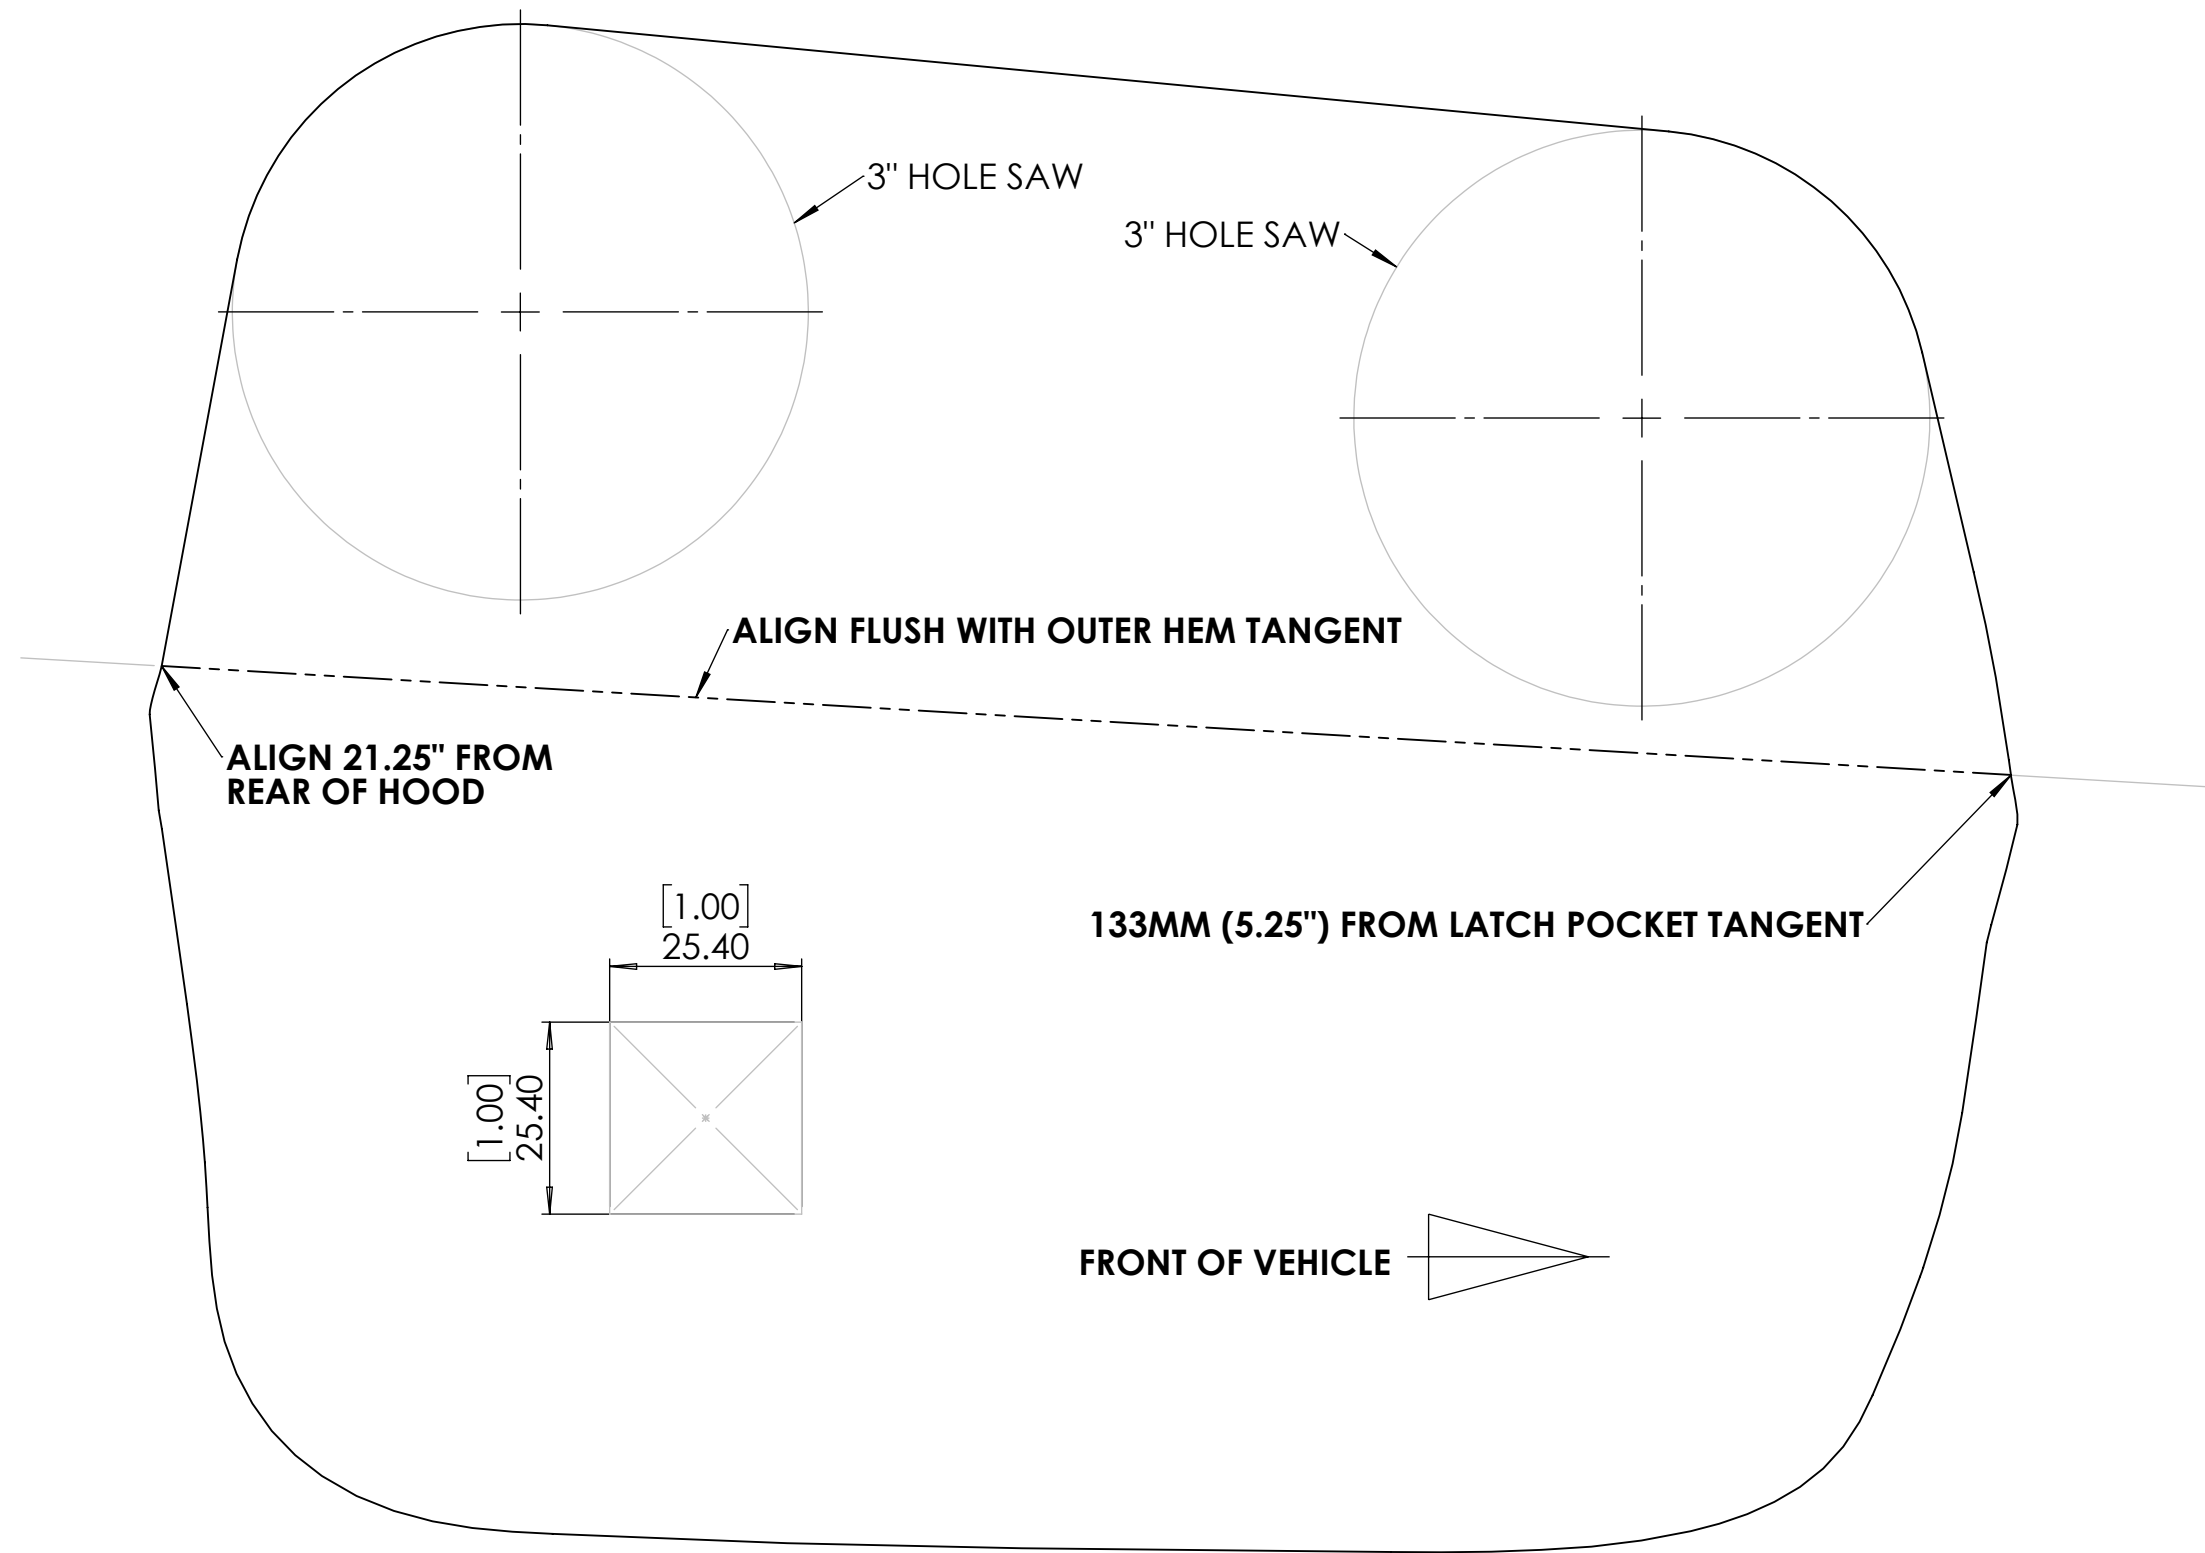 3" HOLE SAW
3" HOLE SAW
ALIGN FLUSH WITH OUTER HEM TANGENT
ALIGN 21.25" FROM
REAR OF HOOD
[1.00]
25.40
133MM (5.25") FROM LATCH POCKET TANGENT
[1.00]
25.40
FRONT OF VEHICLE